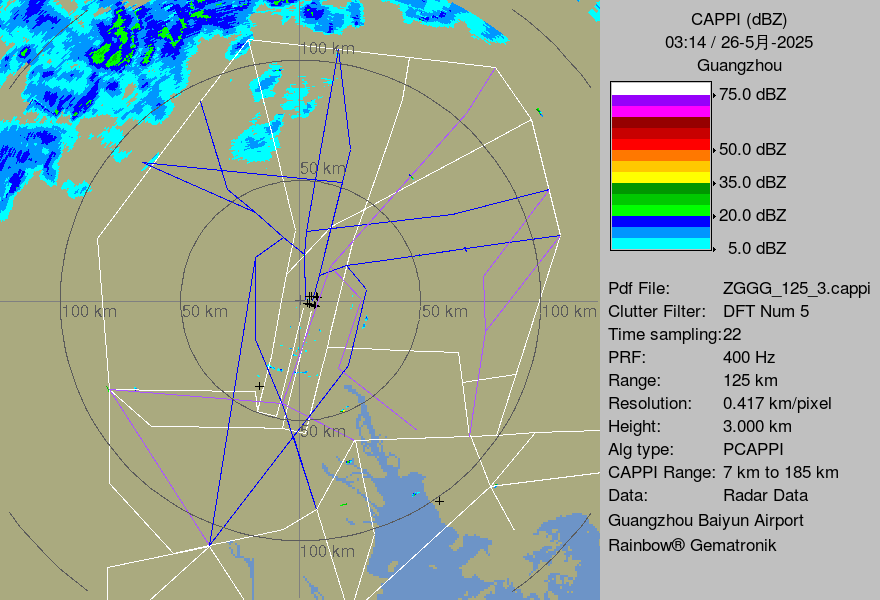 CAPPI (dBZ)
03:14 / 26-5月-2025
Guangzhou
75.0 dBZ
50.0 dBZ
35.0 dBZ
20.0 dBZ
5.0 dBZ
Pdf File: ZGGG_125_3.cappi
Clutter Filter: DFT Num 5
Time sampling:22
PRF: 400 Hz
Range: 125 km
Resolution: 0.417 km/pixel
Height: 3.000 km
Alg type: PCAPPI
CAPPI Range: 7 km to 185 km
Data: Radar Data
Guangzhou Baiyun Airport
Rainbow® Gematronik
100 km
50 km
100 km
50 km
50 km
100 km
50 km
100 km